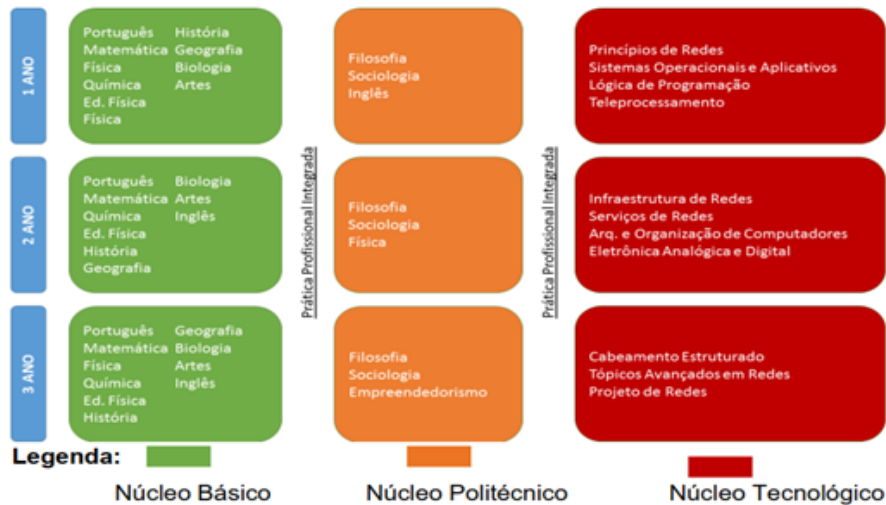 1 ANO
Português História
Matemática Geografia
Física Biologia
Química Artes
Ed. Física
Física
Filosofia
Sociologia
Inglês
Princípios de Redes
Sistemas Operacionais e Aplicativos
Lógica de Programação
Teleprocessamento
2 ANO
Português Biologia
Matemática Artes
Química Inglês
Ed. Física
História
Geografia
Prática Profissional Integrada
Filosofia
Sociologia
Física
Prática Profissional Integrada
Infraestrutura de Redes
Serviços de Redes
Arq. e Organização de Computadores
Eletrônica Analógica e Digital
3 ANO
Português Geografia
Matemática Biologia
Física Artes
Química Inglês
Ed. Física
História
Filosofia
Sociologia
Empreendedorismo
Cabeamento Estruturado
Tópicos Avançados em Redes
Projeto de Redes
Legenda:
Núcleo Básico
Núcleo Politécnico
Núcleo Tecnológico